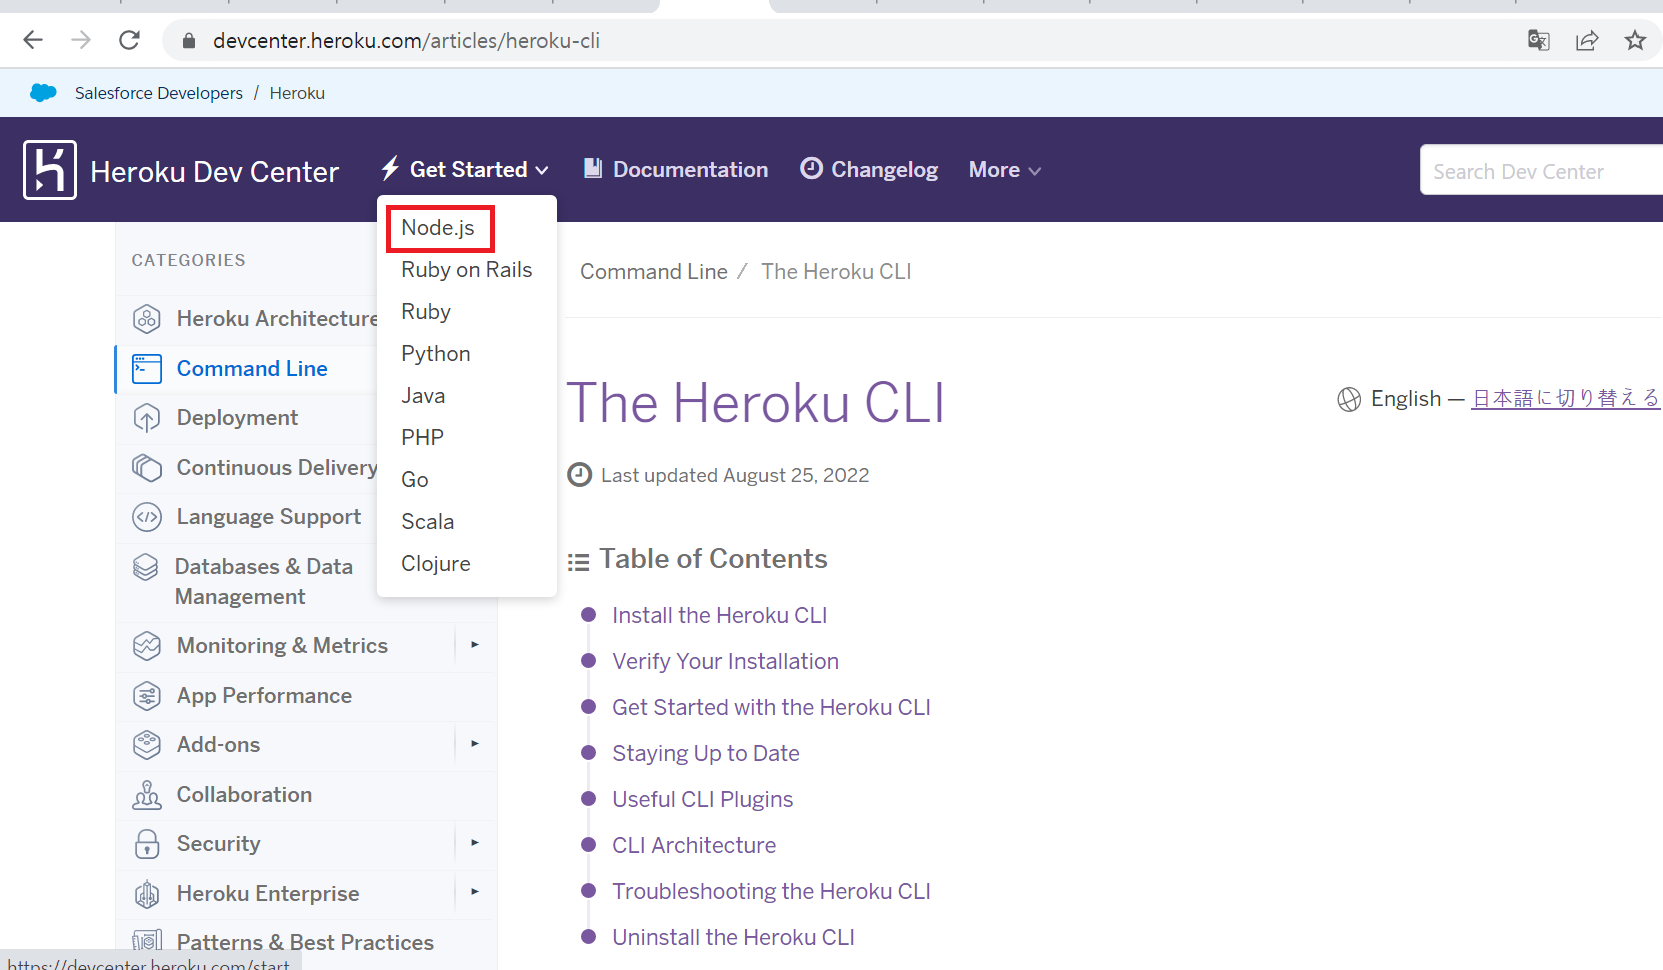 devcenter.heroku.com/articles/heroku-cli
Salesforce Developers / Heroku
Heroku Dev Center
Get Started
Documentation
Changelog
More
Search Dev Center
Node.js
Ruby on Rails
Ruby
Python
Java
PHP
Go
Scala
Clojure
CATEGORIES
Heroku Architecture
Command Line
Deployment
Continuous Delivery
Language Support
Databases & Data
Management
Monitoring & Metrics
App Performance
Add-ons
Collaboration
Security
Heroku Enterprise
Patterns & Best Practices
Command Line / The Heroku CLI
The Heroku CLI
English — 日本語に切り替える
Last updated August 25, 2022
Table of Contents
Install the Heroku CLI
Verify Your Installation
Get Started with the Heroku CLI
Staying Up to Date
Useful CLI Plugins
CLI Architecture
Troubleshooting the Heroku CLI
Uninstall the Heroku CLI
https://devcenter.heroku.com/start